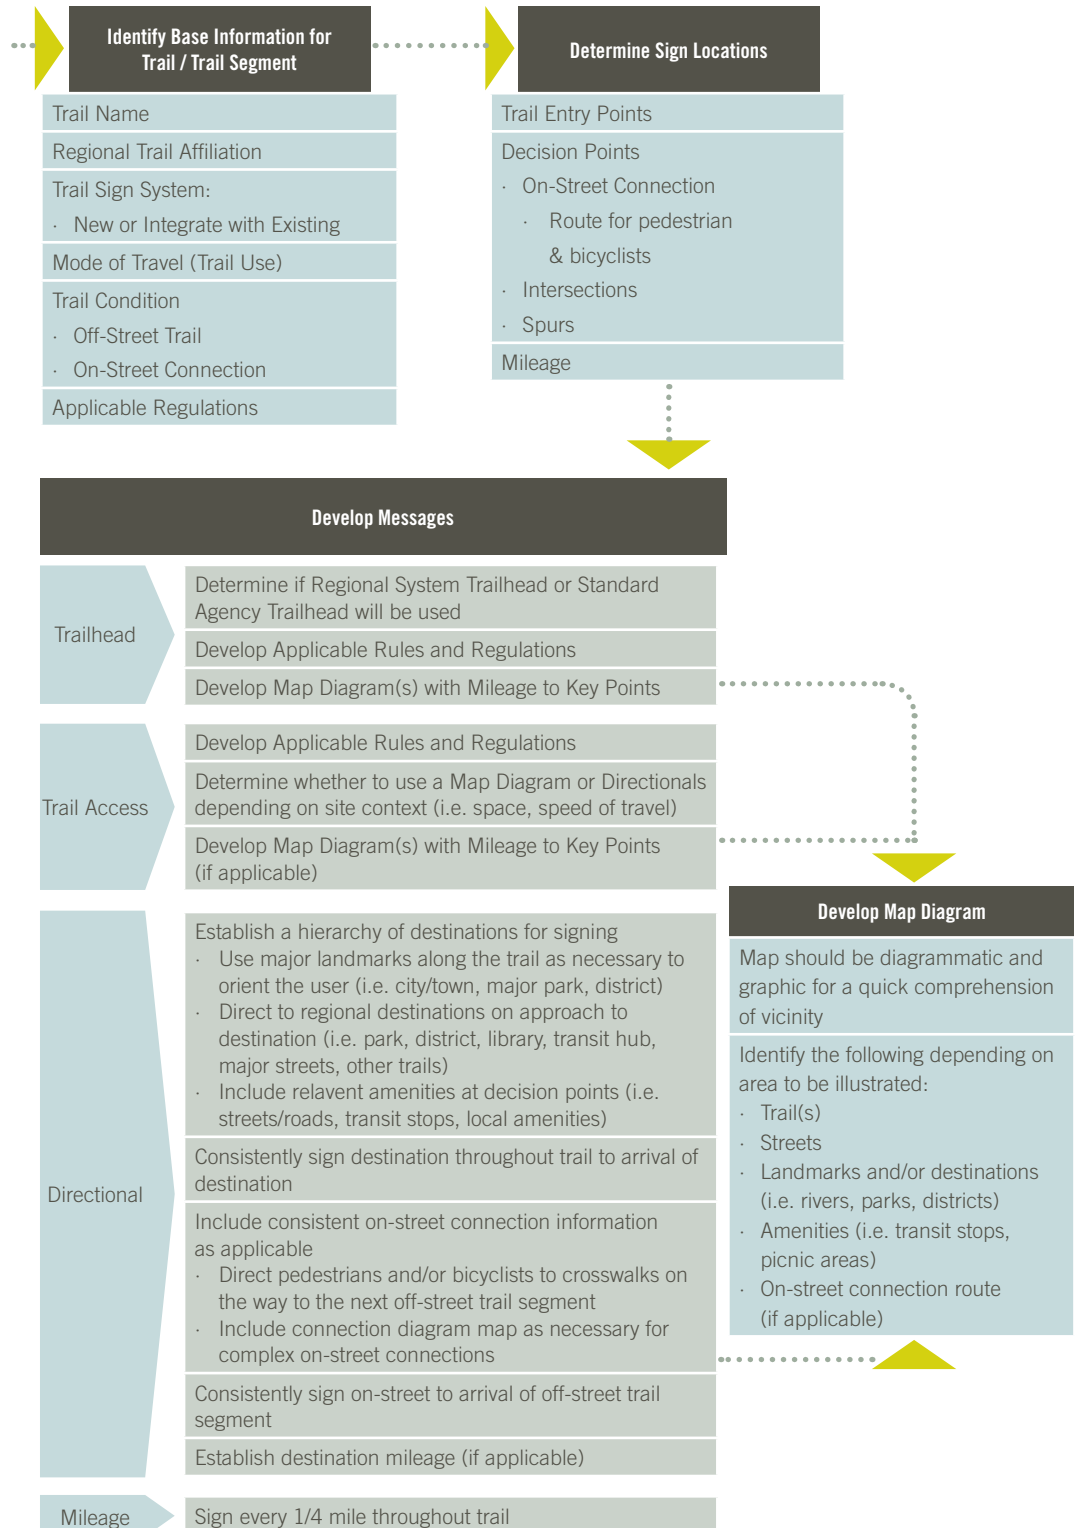 Identify Base Information for
Trail / Trail Segment
Trail Name
Regional Trail Affiliation
Trail Sign System:
· New or Integrate with Existing
Mode of Travel (Trail Use)
Trail Condition
· Off-Street Trail
· On-Street Connection
Applicable Regulations
Determine Sign Locations
Trail Entry Points
Decision Points
· On-Street Connection
· Route for pedestrian
& bicyclists
· Intersections
· Spurs
Mileage
Develop Messages
Trailhead
Determine if Regional System Trailhead or Standard
Agency Trailhead will be used
Develop Applicable Rules and Regulations
Develop Map Diagram(s) with Mileage to Key Points
Trail Access
Develop Applicable Rules and Regulations
Determine whether to use a Map Diagram or Directionals
depending on site context (i.e. space, speed of travel)
Develop Map Diagram(s) with Mileage to Key Points
(if applicable)
Directional
Establish a hierarchy of destinations for signing
· Use major landmarks along the trail as necessary to
orient the user (i.e. city/town, major park, district)
· Direct to regional destinations on approach to
destination (i.e. park, district, library, transit hub,
major streets, other trails)
· Include relavent amenities at decision points (i.e.
streets/roads, transit stops, local amenities)
Consistently sign destination throughout trail to arrival of
destination
Include consistent on-street connection information
as applicable
· Direct pedestrians and/or bicyclists to crosswalks on
the way to the next off-street trail segment
· Include connection diagram map as necessary for
complex on-street connections
Consistently sign on-street to arrival of off-street trail
segment
Establish destination mileage (if applicable)
Mileage
Sign every 1/4 mile throughout trail
Develop Map Diagram
Map should be diagrammatic and
graphic for a quick comprehension
of vicinity
Identify the following depending on
area to be illustrated:
· Trail(s)
· Streets
· Landmarks and/or destinations
(i.e. rivers, parks, districts)
· Amenities (i.e. transit stops,
picnic areas)
· On-street connection route
(if applicable)